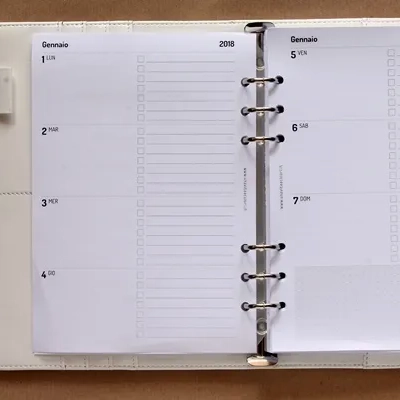 Gennaio 2018
1 LUN
2 MAR
3 MER
4 GIO
Gennaio
5 VEN
6 SAB
7 DOM